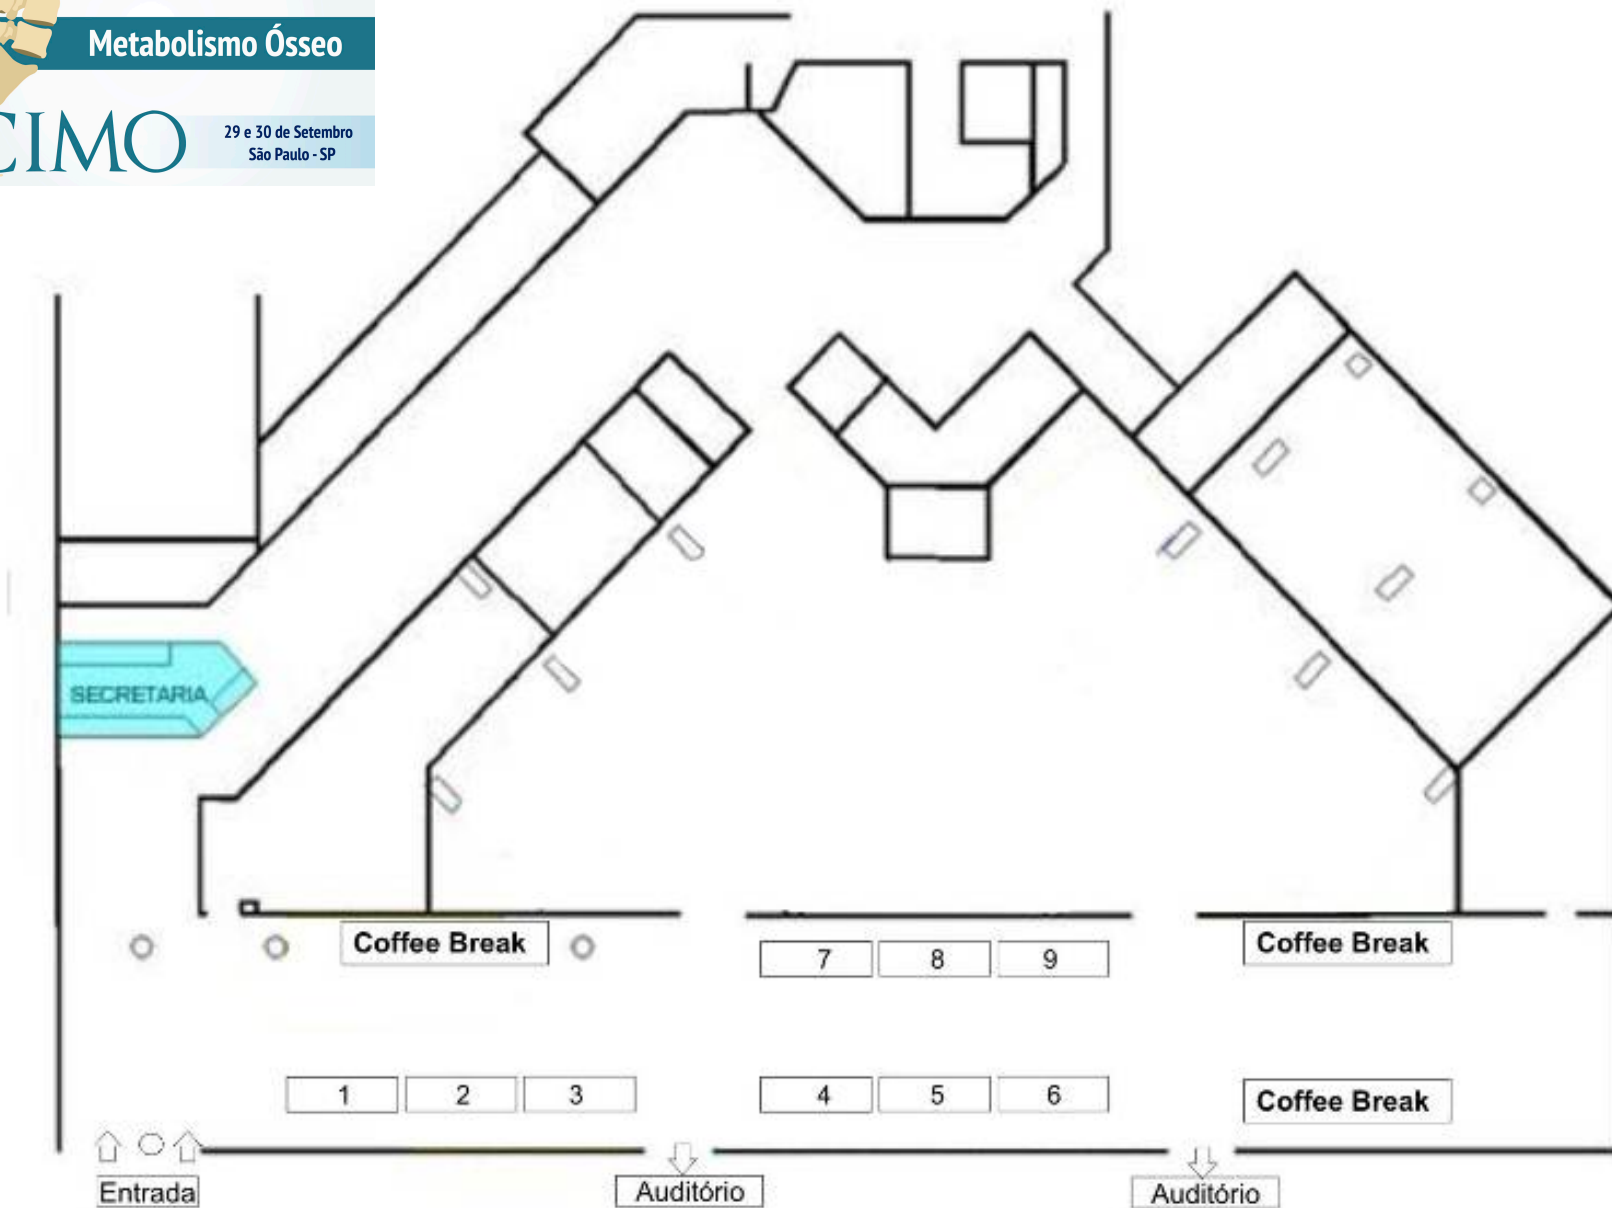 Metabolismo Ósseo
CIMO
29 e 30 de Setembro
São Paulo - SP
SECRETARIA
Coffee Break
7
8
9
Coffee Break
1
2
3
4
5
6
Coffee Break
Entrada
Auditório
Auditório